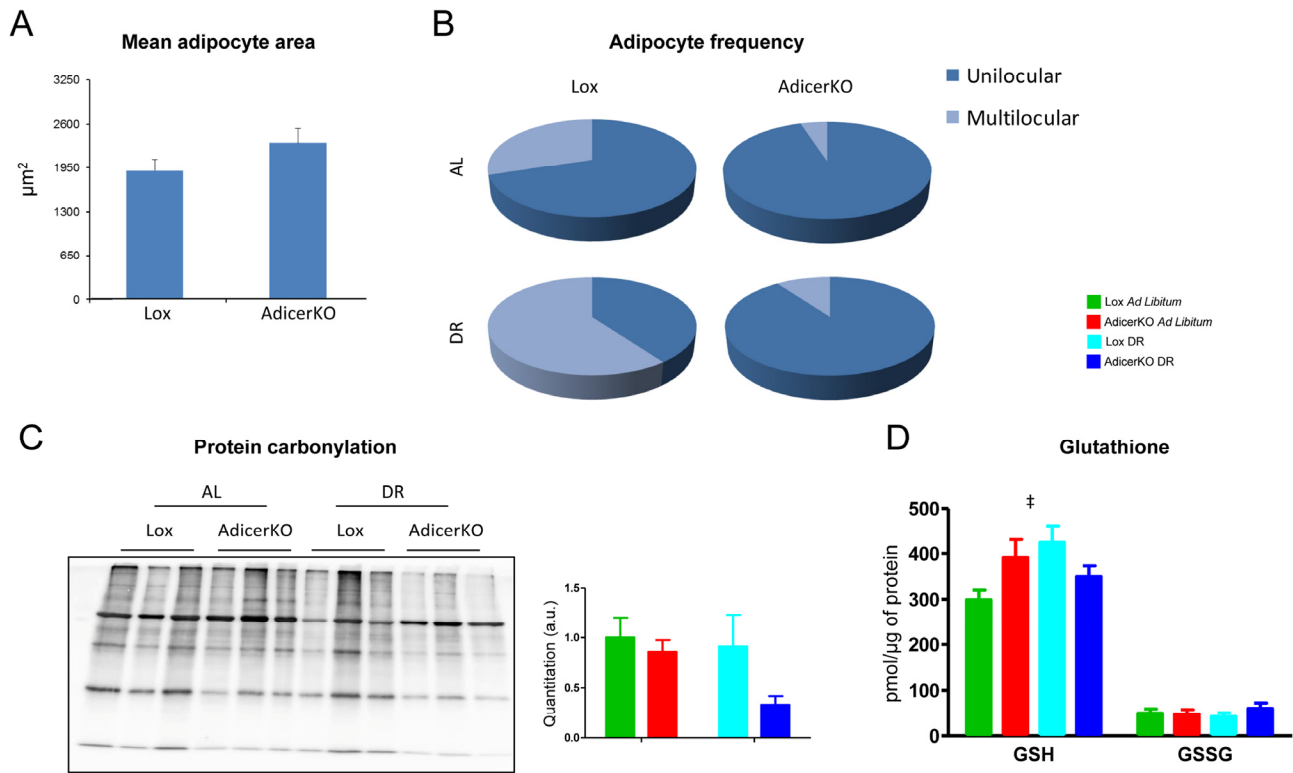 A
Mean adipocyte area
3250
2600
1950
1300
650
0
µm²
Lox
AdicerKO
B
Adipocyte frequency
Lox
AdicerKO
AL
DR
Unilocular
Multilocular
Lox Ad Libitum
AdicerKO Ad Libitum
Lox DR
AdicerKO DR
C
Protein carbonylation
AL
DR
Lox
AdicerKO
Lox
AdicerKO
Quantitation (a.u.)
1.5
1.0
0.5
0.0
D
Glutathione
‡
pmol/µg of protein
500
400
300
200
100
0
GSH
GSSG